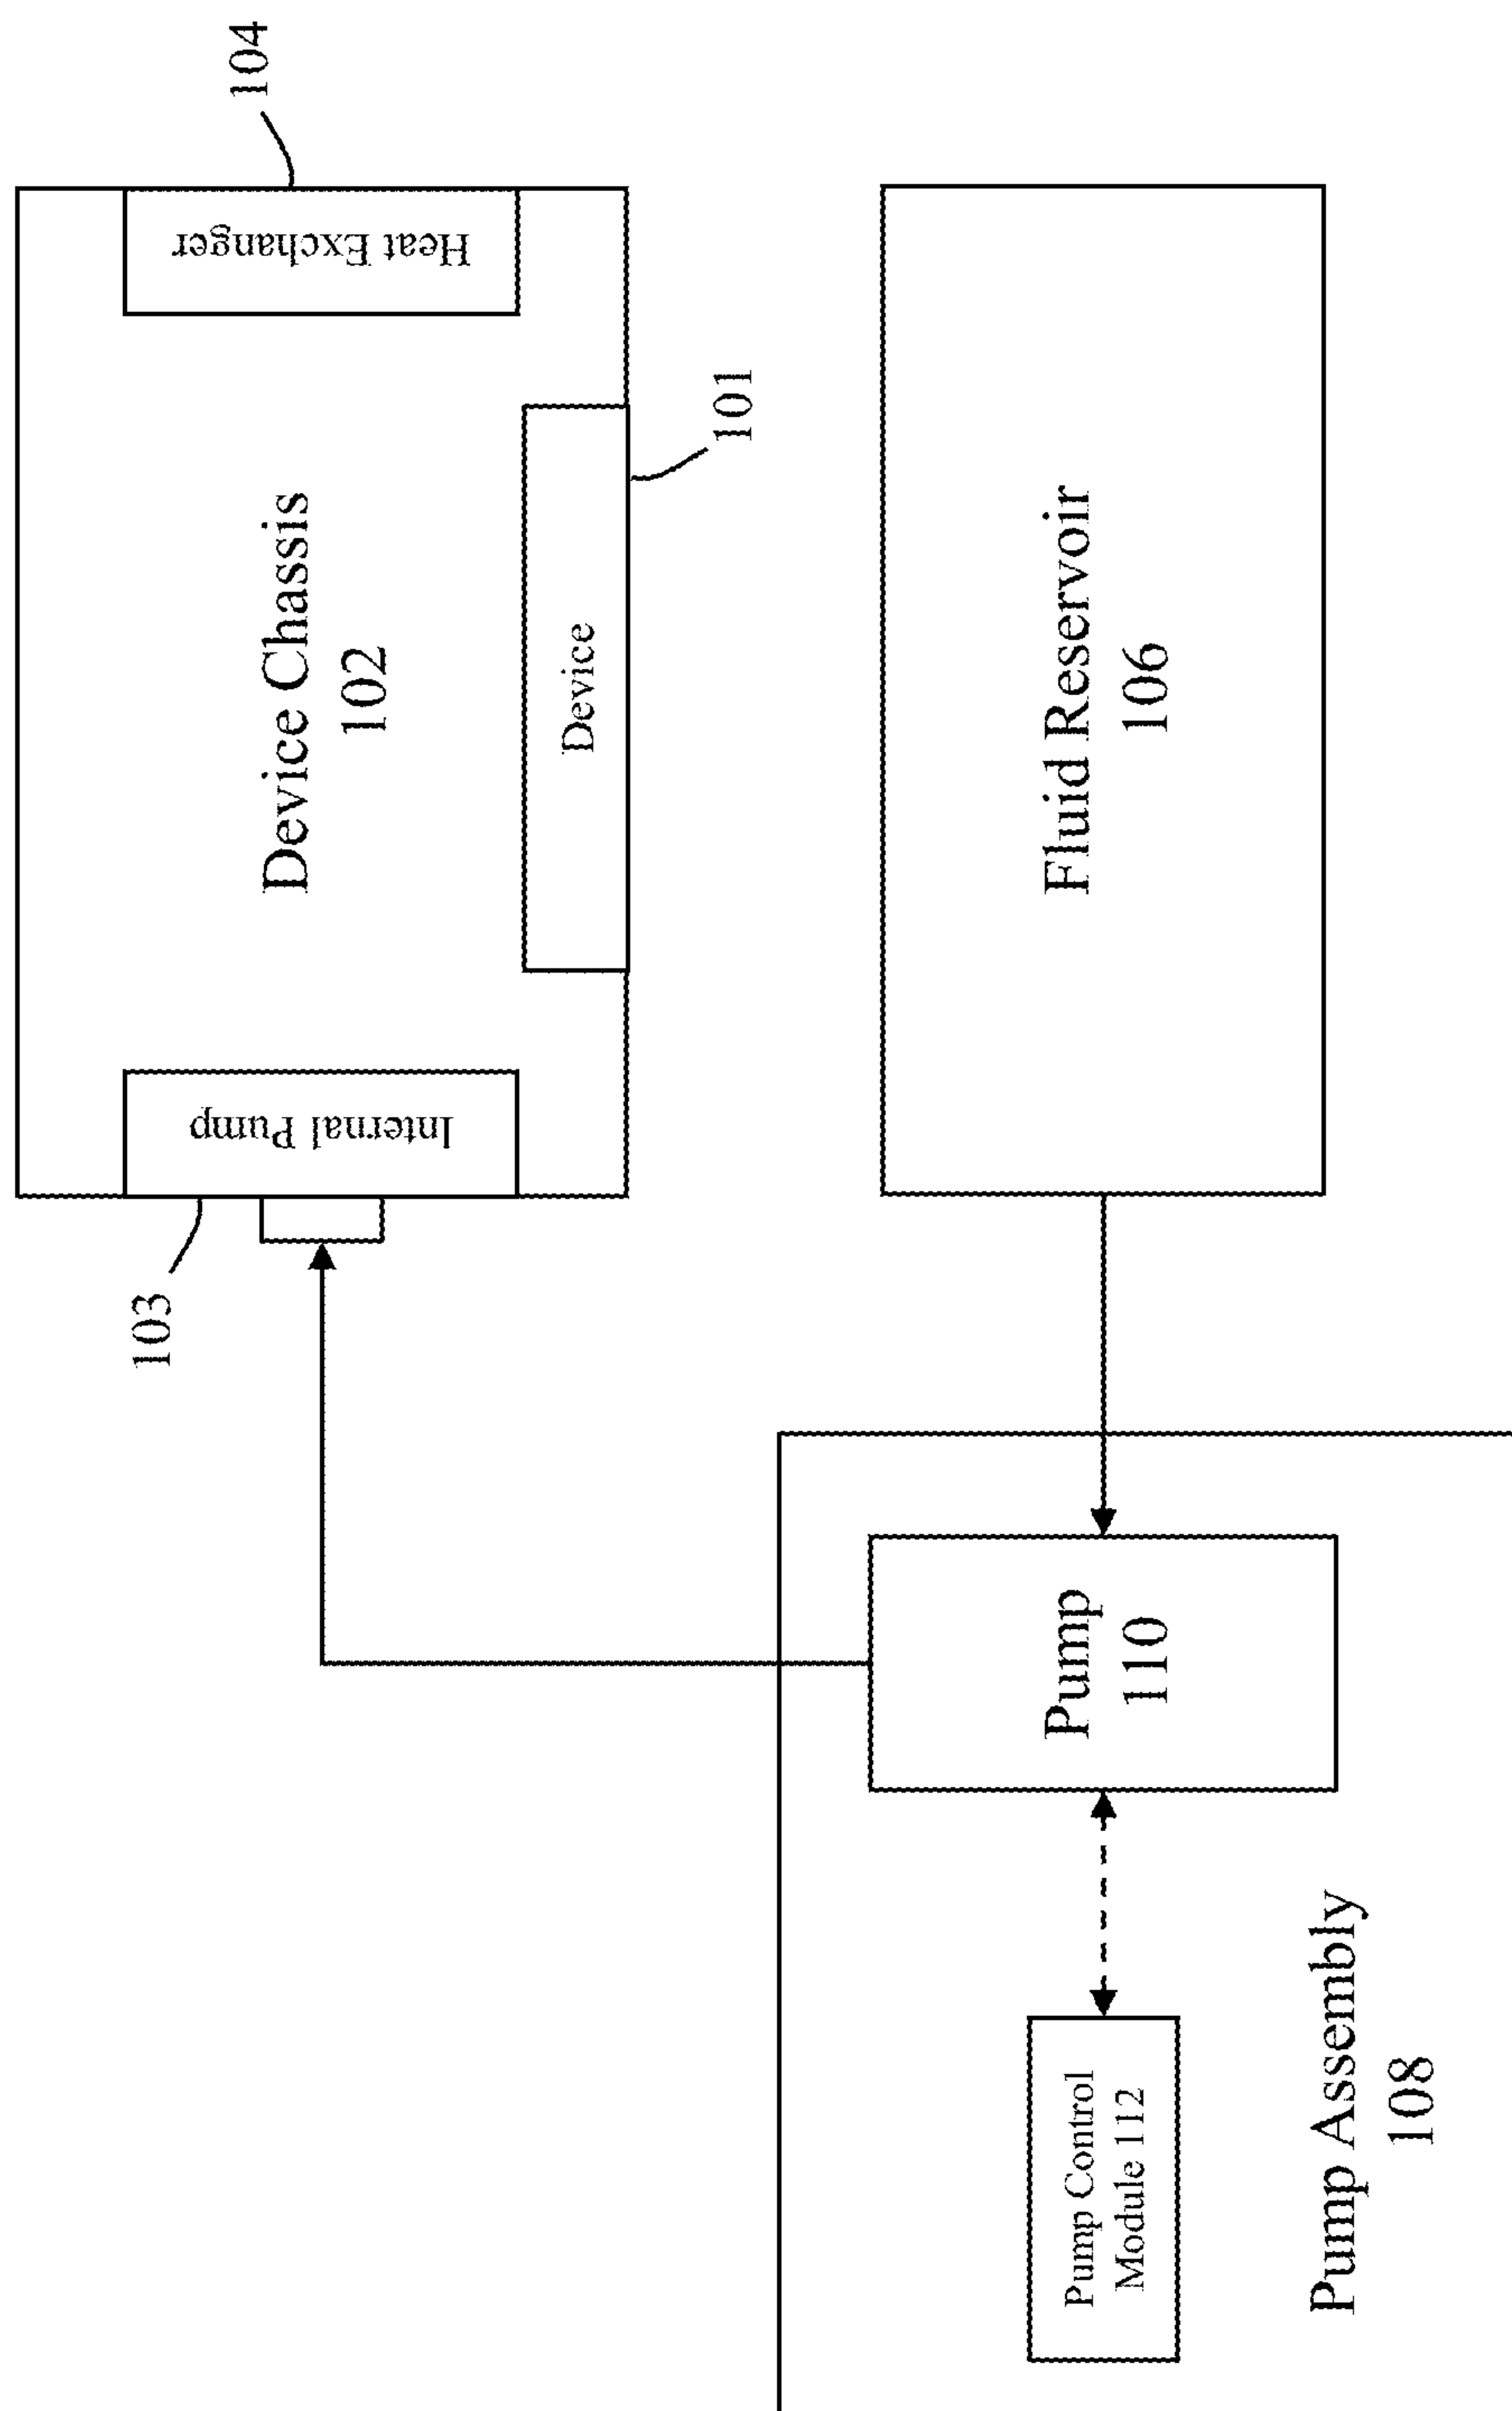 104
Heat Exchanger
Device Chassis
102
101
Device
Internal Pump
103
Fluid Reservoir
106
Pump
110
Pump Control
Module 112
Pump Assembly
108